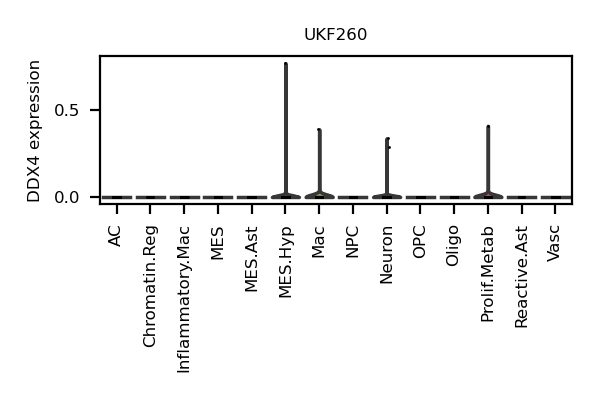 UKF260
DDX4 expression
0.5
0.0
AC
Chromatin.Reg
Inflammatory.Mac
MES
MES.Ast
MES.Hyp
Mac
NPC
Neuron
OPC
Oligo
Prolif.Metab
Reactive.Ast
Vasc